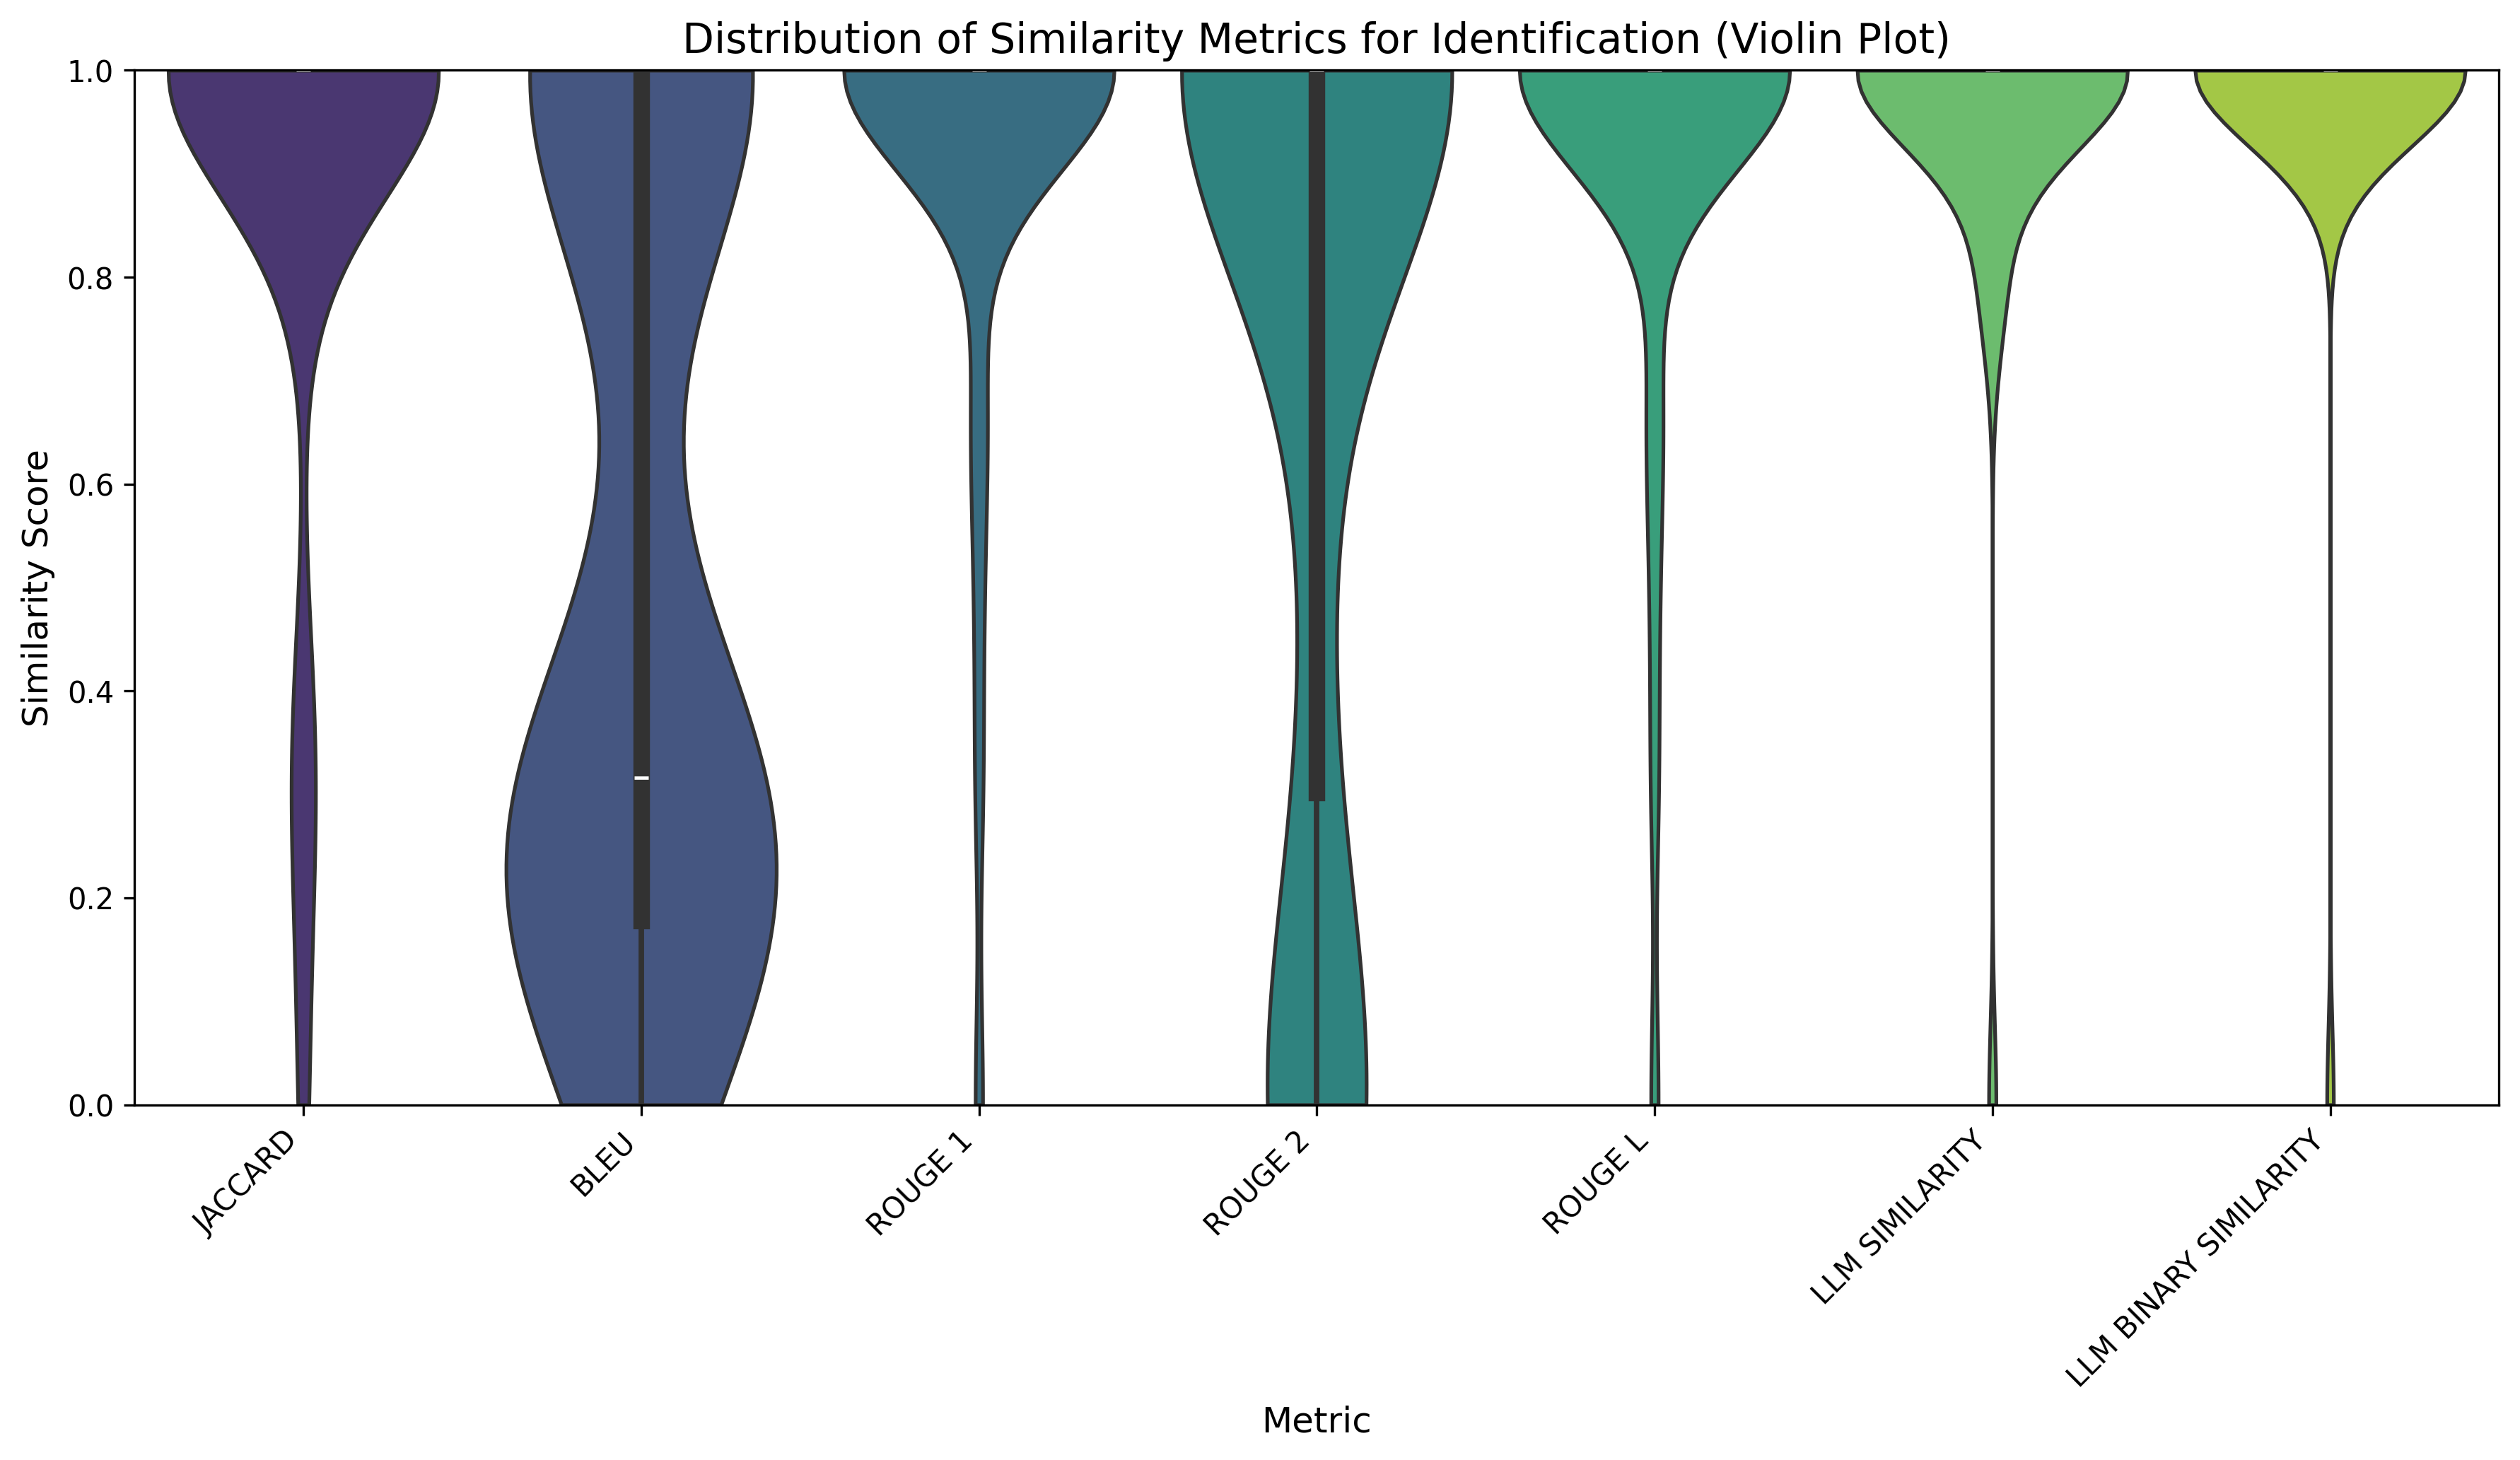 Distribution of Similarity Metrics for Identification (Violin Plot)
Similarity Score
1.0
0.8
0.6
0.4
0.2
0.0
JACCARD
BLEU
ROUGE 1
ROUGE 2
ROUGE L
LLM SIMILARITY
LLM BINARY SIMILARITY
Metric